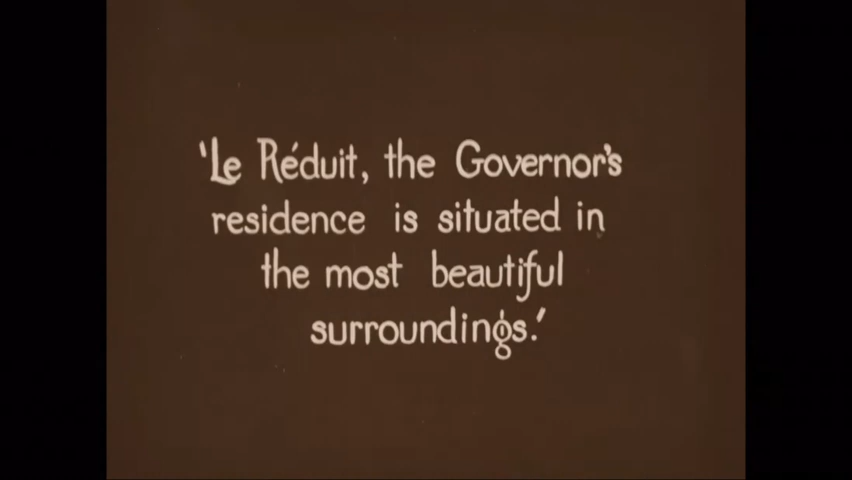 'Le Réduit, the Governor's
residence is situated in
the most beautiful
surroundings.'